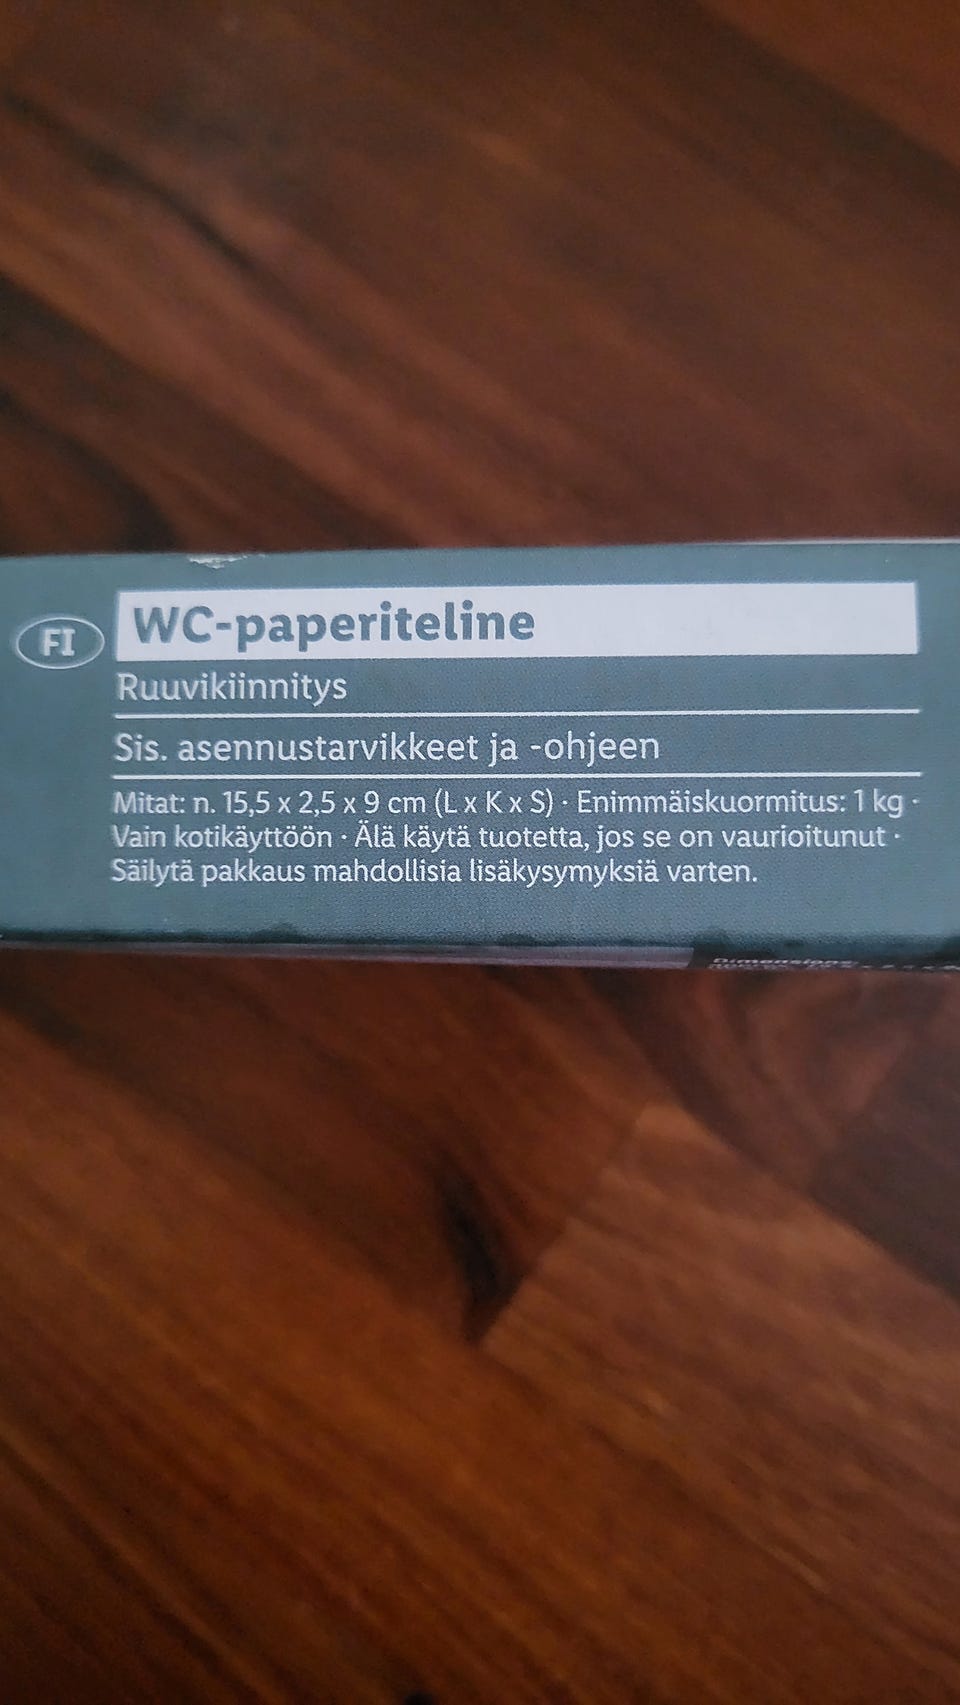 FI
WC-paperiteline
Ruuvikiinnitys
Sis. asennustarvikkeet ja -ohjeen
Mitat: n. 15,5 x 2,5 x 9 cm (L x K x S) · Enimmäiskuormitus: 1 kg ·
Vain kotikäyttöön · Älä käytä tuotetta, jos se on vaurioitunut ·
Säilytä pakkaus mahdollisia lisäkysymyksiä varten.
Dimensions